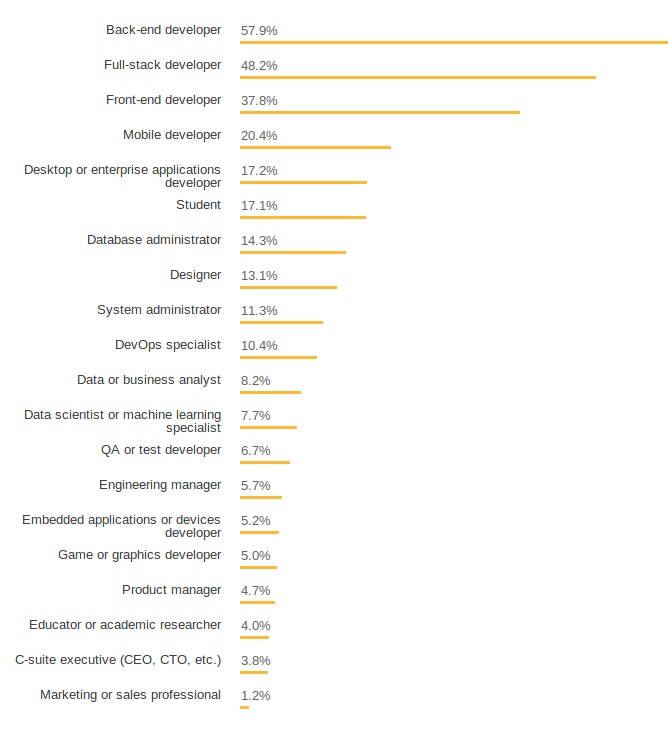 Back-end developer 57.9%
Full-stack developer 48.2%
Front-end developer 37.8%
Mobile developer 20.4%
Desktop or enterprise applications 17.2%
developer
Student 17.1%
Database administrator 14.3%
Designer 13.1%
System administrator 11.3%
DevOps specialist 10.4%
Data or business analyst 8.2%
Data scientist or machine learning 7.7%
specialist
QA or test developer 6.7%
Engineering manager 5.7%
Embedded applications or devices 5.2%
developer
Game or graphics developer 5.0%
Product manager 4.7%
Educator or academic researcher 4.0%
C-suite executive (CEO, CTO, etc.) 3.8%
Marketing or sales professional 1.2%